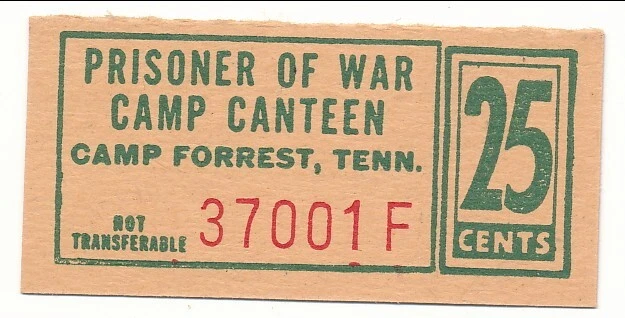 PRISONER OF WAR
CAMP CANTEEN
CAMP FORREST, TENN.
NOT
TRANSFERABLE
37001 F
25
CENTS